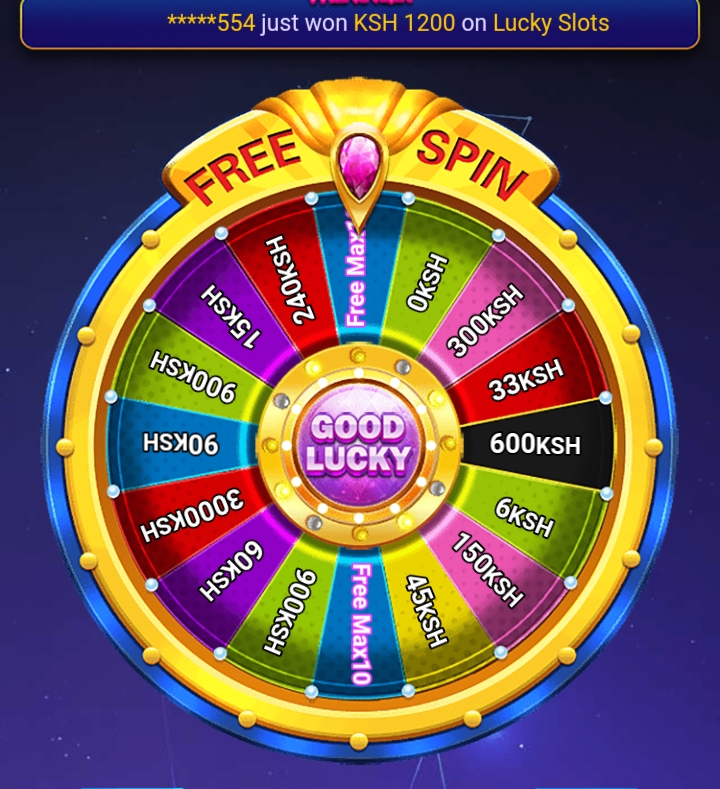 *****554 just won KSH 1200 on Lucky Slots
FREE SPIN
Free Max
0KSH
300KSH
33KSH
600KSH
6KSH
150KSH
45KSH
Free Max10
900KSH
60KSH
3000KSH
90KSH
900KSH
15KSH
240KSH
GOOD
LUCKY